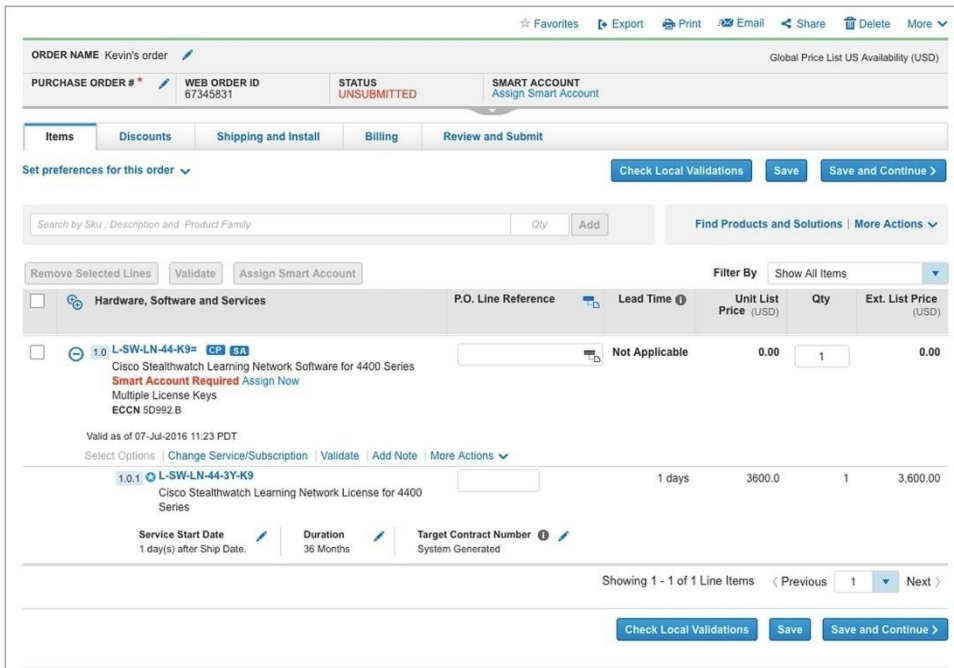 Favorites Export Print Email Share Delete More
ORDER NAME Kevin's order
Global Price List US Availability (USD)
PURCHASE ORDER # * WEB ORDER ID STATUS SMART ACCOUNT
67345831 UNSUBMITTED Assign Smart Account
Items Discounts Shipping and Install Billing Review and Submit
Set preferences for this order Check Local Validations Save Save and Continue >
Search by Sku , Description and Product Family Qty Add Find Products and Solutions | More Actions
Remove Selected Lines Validate Assign Smart Account Filter By Show All Items
Hardware, Software and Services P.O. Line Reference Lead Time Unit List Qty Ext. List Price
Price (USD) (USD)
1.0 L-SW-LN-44-K9= CP SA Not Applicable 0.00 1 0.00
Cisco Stealthwatch Learning Network Software for 4400 Series
Smart Account Required Assign Now
Multiple License Keys
ECCN 5D992.B
Valid as of 07-Jul-2016 11:23 PDT
Select Options | Change Service/Subscription | Validate | Add Note | More Actions
1.0.1 L-SW-LN-44-3Y-K9 1 days 3600.0 1 3,600.00
Cisco Stealthwatch Learning Network License for 4400
Series
Service Start Date Duration Target Contract Number
1 day(s) after Ship Date. 36 Months System Generated
Showing 1 - 1 of 1 Line Items < Previous 1 Next >
Check Local Validations Save Save and Continue >